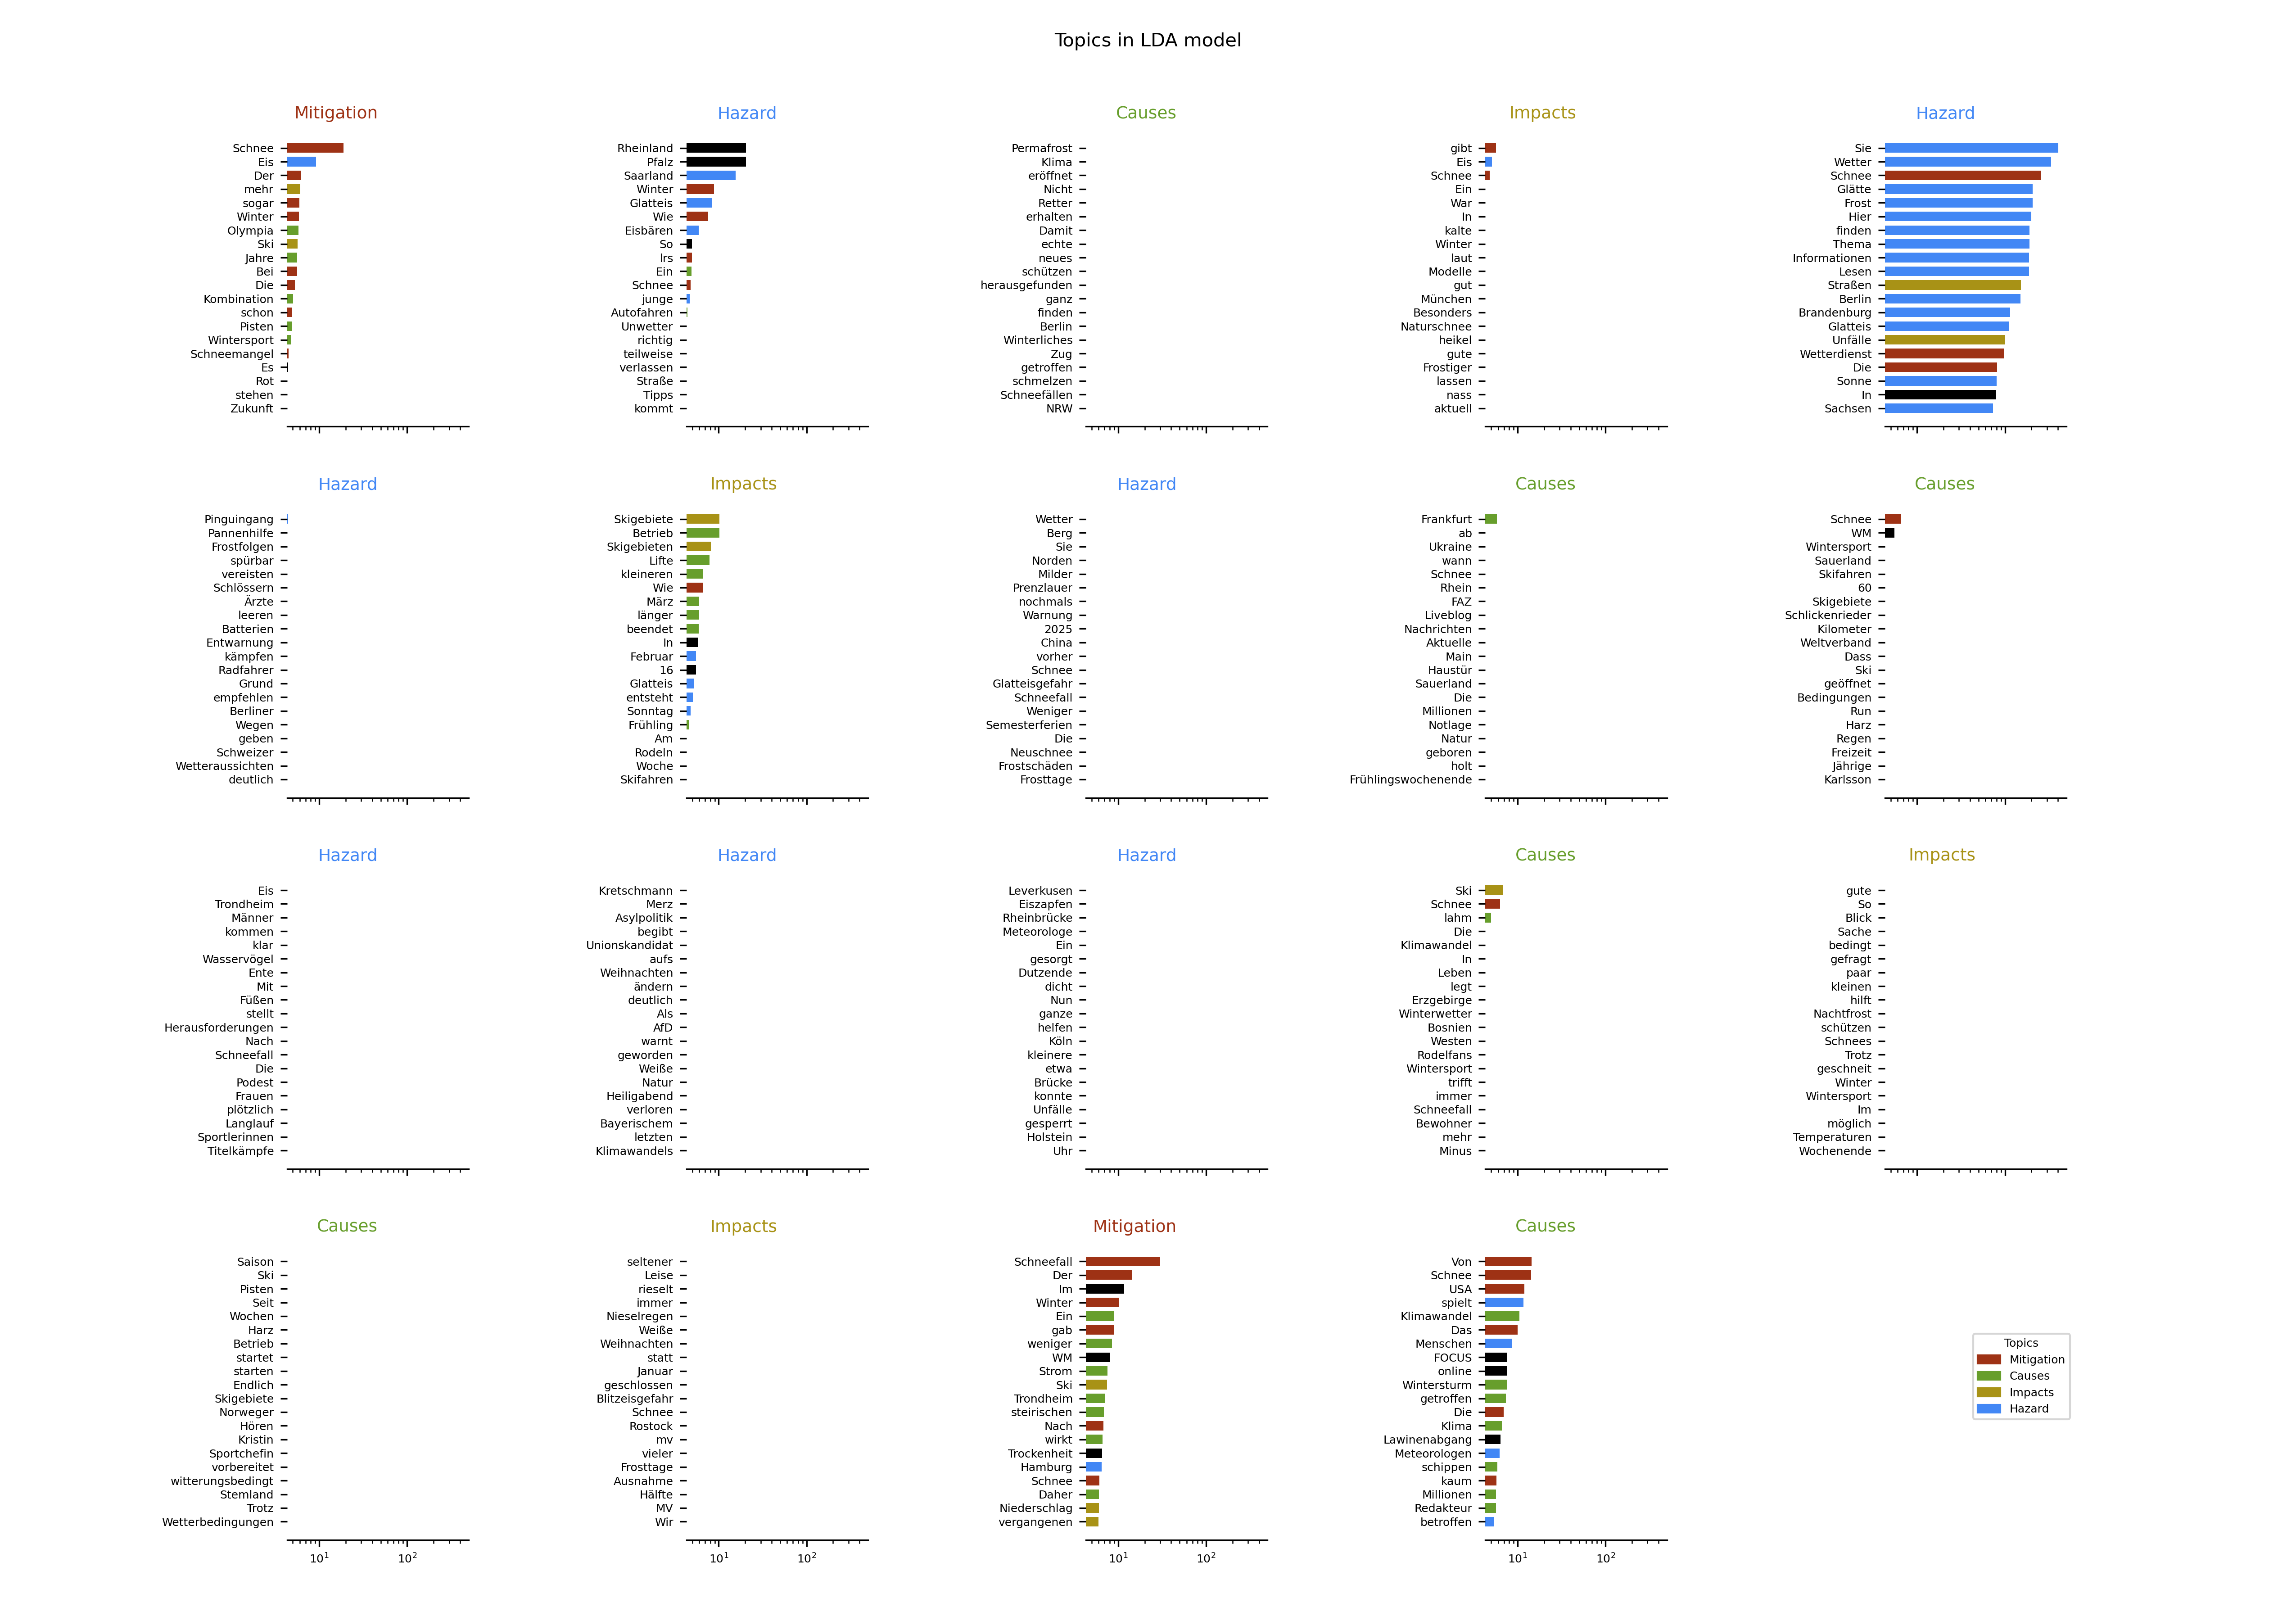 Topics in LDA model
Mitigation
Schnee
Eis
Der
mehr
sogar
Winter
Olympia
Ski
Jahre
Bei
Die
Kombination
schon
Pisten
Wintersport
Schneemangel
Es
Rot
stehen
Zukunft
Hazard
Rheinland
Pfalz
Saarland
Winter
Glatteis
Wie
Eisbären
So
Irs
Ein
Schnee
junge
Autofahren
Unwetter
richtig
teilweise
verlassen
Straße
Tipps
kommt
Causes
Permafrost
Klima
eröffnet
Nicht
Retter
erhalten
Damit
echte
neues
schützen
herausgefunden
ganz
finden
Berlin
Winterliches
Zug
getroffen
schmelzen
Schneefällen
NRW
Impacts
gibt
Eis
Schnee
Ein
War
In
kalte
Winter
laut
Modelle
gut
München
Besonders
Naturschnee
heikel
gute
Frostiger
lassen
nass
aktuell
Hazard
Sie
Wetter
Schnee
Glätte
Frost
Hier
finden
Thema
Informationen
Lesen
Straßen
Berlin
Brandenburg
Glatteis
Unfälle
Wetterdienst
Die
Sonne
In
Sachsen
Hazard
Pinguingang
Pannenhilfe
Frostfolgen
spürbar
vereisten
Schlössern
Ärzte
leeren
Batterien
Entwarnung
kämpfen
Radfahrer
Grund
empfehlen
Berliner
Wegen
geben
Schweizer
Wetteraussichten
deutlich
Impacts
Skigebiete
Betrieb
Skigebieten
Lifte
kleineren
Wie
März
länger
beendet
In
Februar
16
Glatteis
entsteht
Sonntag
Frühling
Am
Rodeln
Woche
Skifahren
Hazard
Wetter
Berg
Sie
Norden
Milder
Prenzlauer
nochmals
Warnung
2025
China
vorher
Schnee
Glatteisgefahr
Schneefall
Weniger
Semesterferien
Die
Neuschnee
Frostschäden
Frosttage
Causes
Frankfurt
ab
Ukraine
wann
Schnee
Rhein
FAZ
Liveblog
Nachrichten
Aktuelle
Main
Haustür
Sauerland
Die
Millionen
Notlage
Natur
geboren
holt
Frühlingswochenende
Causes
Schnee
WM
Wintersport
Sauerland
Skifahren
60
Skigebiete
Schlickenrieder
Kilometer
Weltverband
Dass
Ski
geöffnet
Bedingungen
Run
Harz
Regen
Freizeit
Jährige
Karlsson
Hazard
Eis
Trondheim
Männer
kommen
klar
Wasservögel
Ente
Mit
Füßen
stellt
Herausforderungen
Nach
Schneefall
Die
Podest
Frauen
plötzlich
Langlauf
Sportlerinnen
Titelkämpfe
Hazard
Kretschmann
Merz
Asylpolitik
begibt
Unionskandidat
aufs
Weihnachten
ändern
deutlich
Als
AfD
warnt
geworden
Weiße
Natur
Heiligabend
verloren
Bayerischem
letzten
Klimawandels
Hazard
Leverkusen
Eiszapfen
Rheinbrücke
Meteorologe
Ein
gesorgt
Dutzende
dicht
Nun
ganze
helfen
Köln
kleinere
etwa
Brücke
konnte
Unfälle
gesperrt
Holstein
Uhr
Causes
Ski
Schnee
lahm
Die
Klimawandel
In
Leben
legt
Erzgebirge
Winterwetter
Bosnien
Westen
Rodelfans
Wintersport
trifft
immer
Schneefall
Bewohner
mehr
Minus
Impacts
gute
So
Blick
Sache
bedingt
gefragt
paar
kleinen
hilft
Nachtfrost
schützen
Schnees
Trotz
geschneit
Winter
Wintersport
Im
möglich
Temperaturen
Wochenende
Causes
Saison
Ski
Pisten
Seit
Wochen
Harz
Betrieb
startet
starten
Endlich
Skigebiete
Norweger
Hören
Kristin
Sportchefin
vorbereitet
witterungsbedingt
Stemland
Trotz
Wetterbedingungen
10¹ 10²
Impacts
seltener
Leise
rieselt
immer
Nieselregen
Weiße
Weihnachten
statt
Januar
geschlossen
Blitzeisgefahr
Schnee
Rostock
mv
vieler
Frosttage
Ausnahme
Hälfte
MV
Wir
10¹ 10²
Mitigation
Schneefall
Der
Im
Winter
Ein
gab
weniger
WM
Strom
Ski
Trondheim
steirischen
Nach
wirkt
Trockenheit
Hamburg
Schnee
Daher
Niederschlag
vergangenen
10¹ 10²
Causes
Von
Schnee
USA
spielt
Klimawandel
Das
Menschen
FOCUS
online
Wintersturm
getroffen
Die
Klima
Lawinenabgang
Meteorologen
schippen
kaum
Millionen
Redakteur
betroffen
10¹ 10²
Topics
Mitigation
Causes
Impacts
Hazard